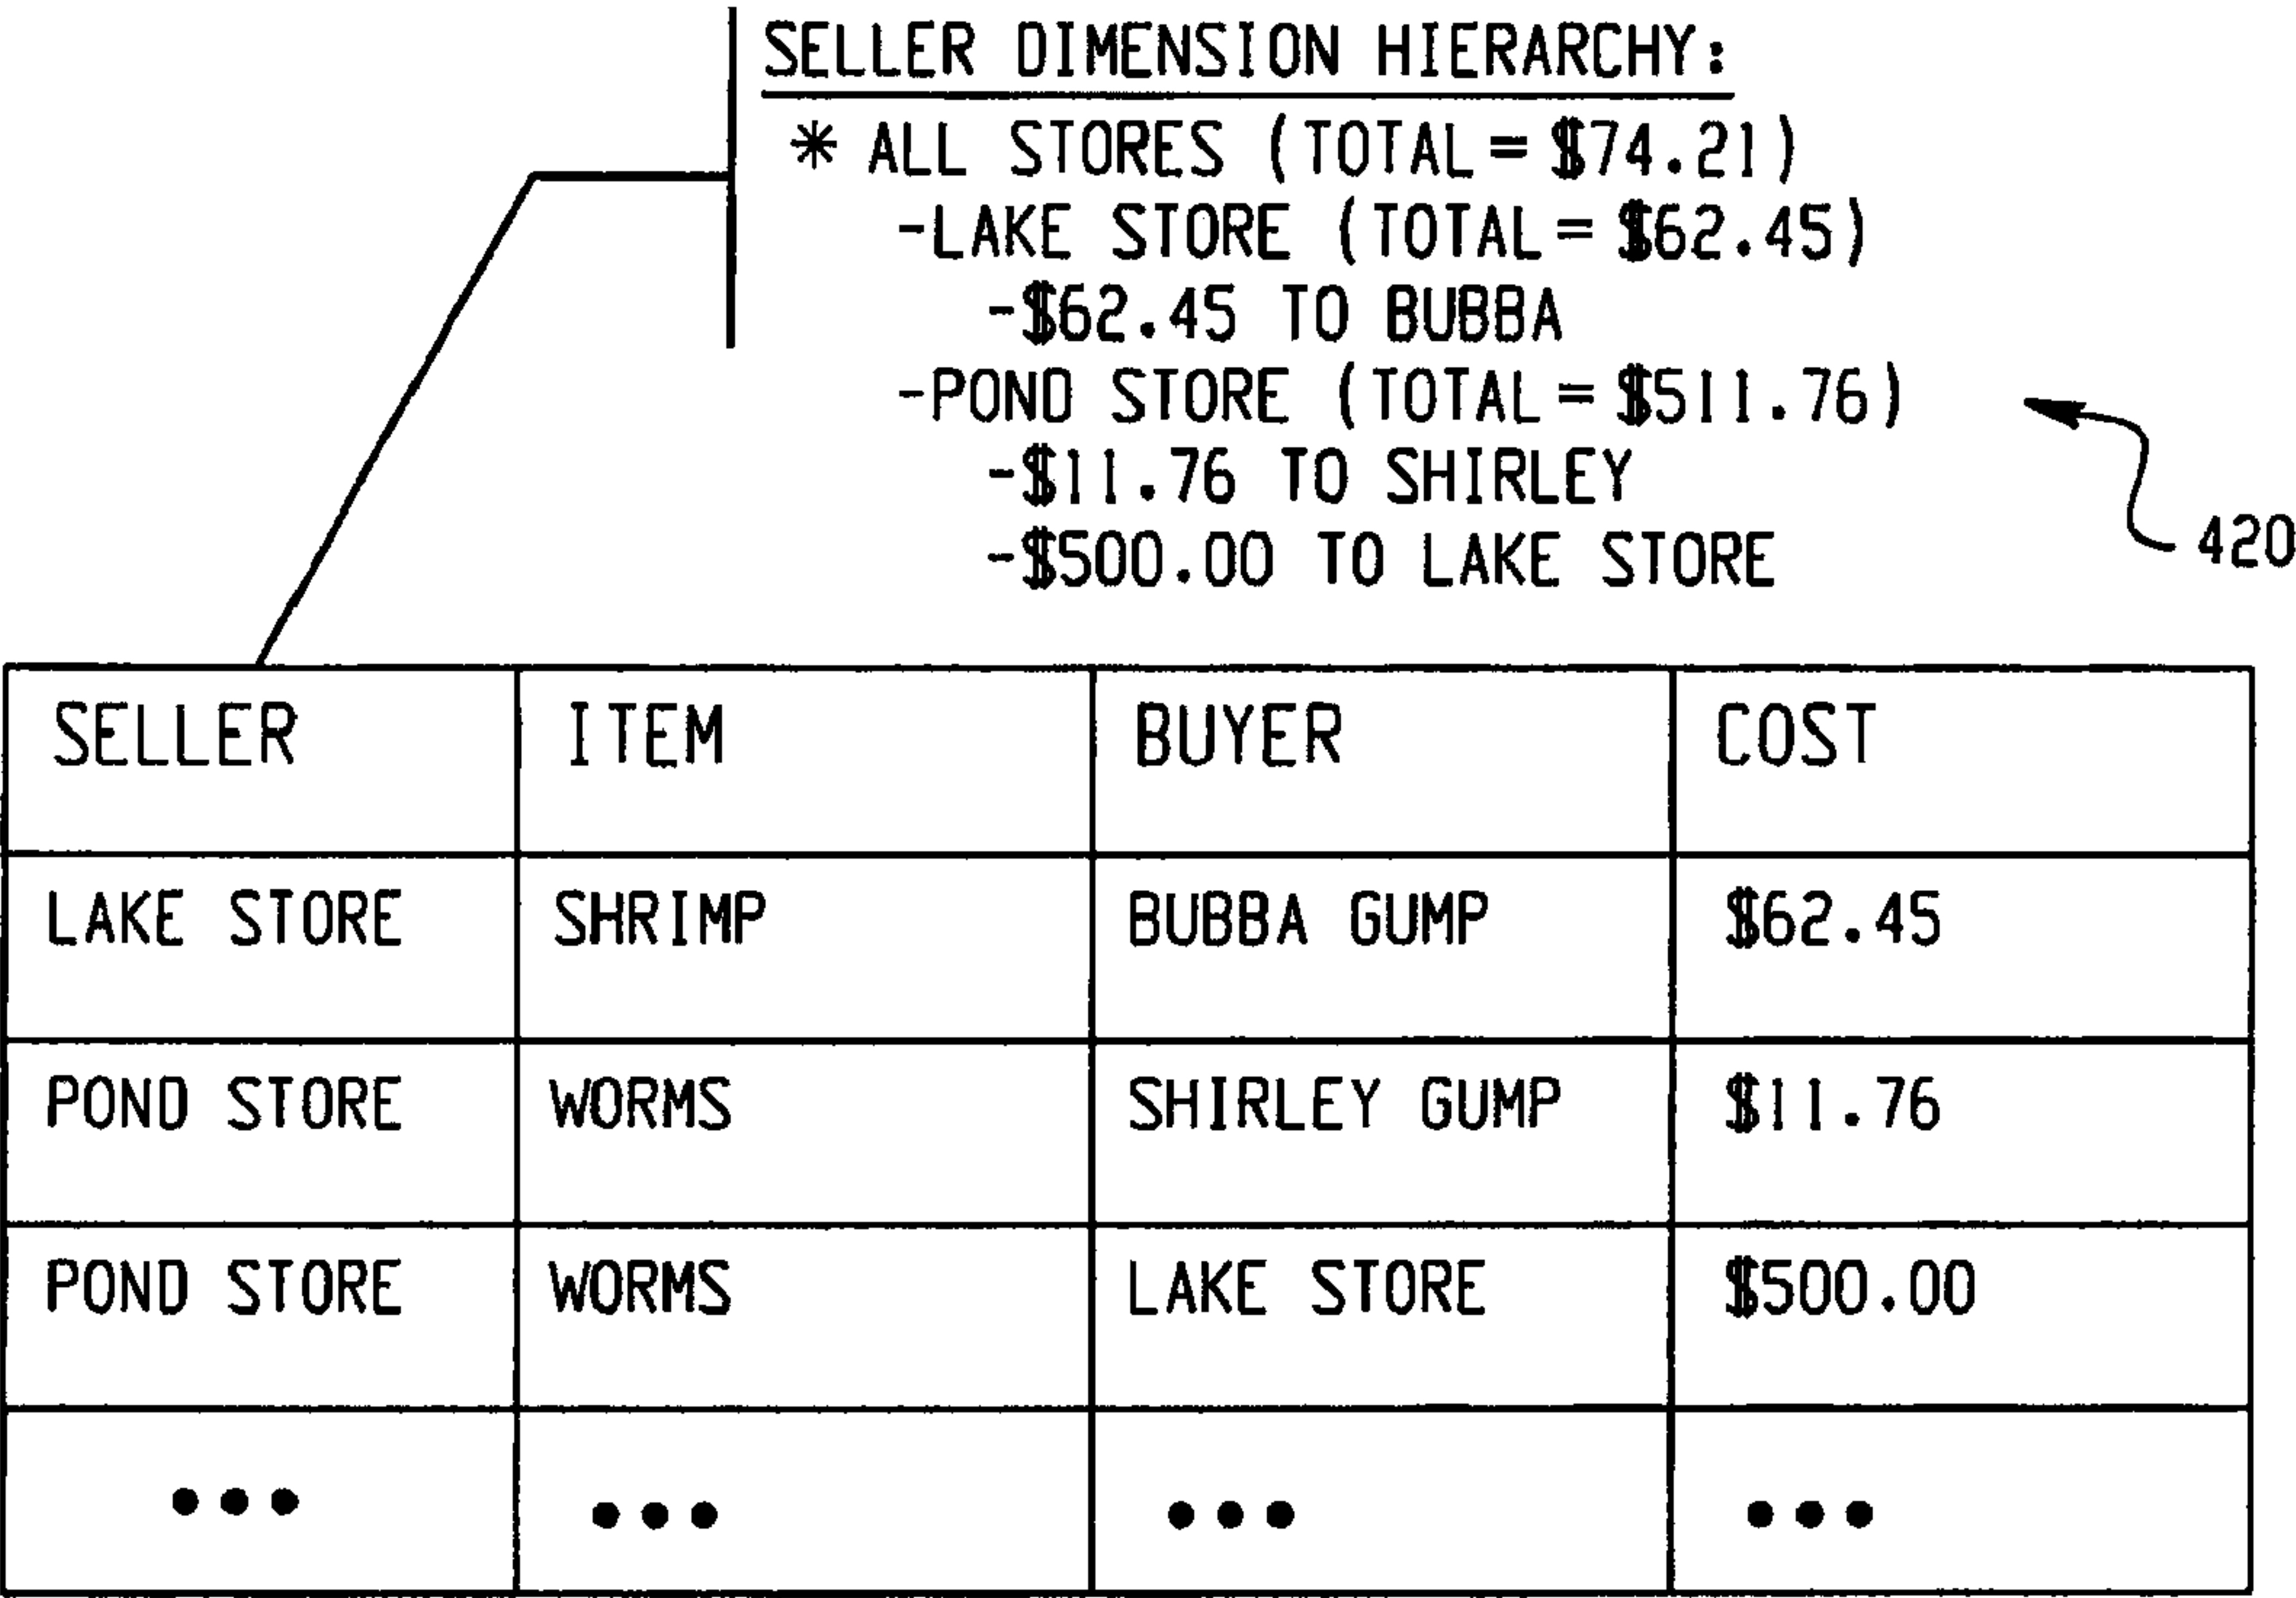 SELLER DIMENSION HIERARCHY:
* ALL STORES (TOTAL = $74.21)
-LAKE STORE (TOTAL = $62.45)
-$62.45 TO BUBBA
-POND STORE (TOTAL = $511.76)
-$11.76 TO SHIRLEY
-$500.00 TO LAKE STORE
420
SELLER ITEM BUYER COST
LAKE STORE SHRIMP BUBBA GUMP $62.45
POND STORE WORMS SHIRLEY GUMP $11.76
POND STORE WORMS LAKE STORE $500.00
••• ••• ••• •••